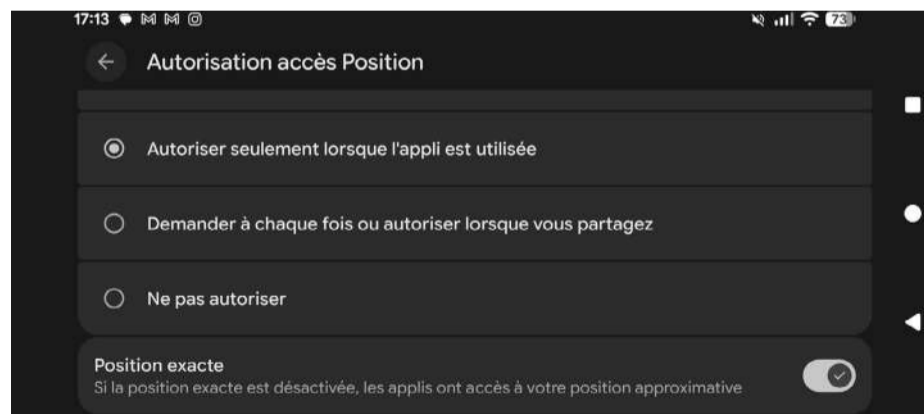 17:13
73
Autorisation accès Position
Autoriser seulement lorsque l'appli est utilisée
Demander à chaque fois ou autoriser lorsque vous partagez
Ne pas autoriser
Position exacte
Si la position exacte est désactivée, les applis ont accès à votre position approximative